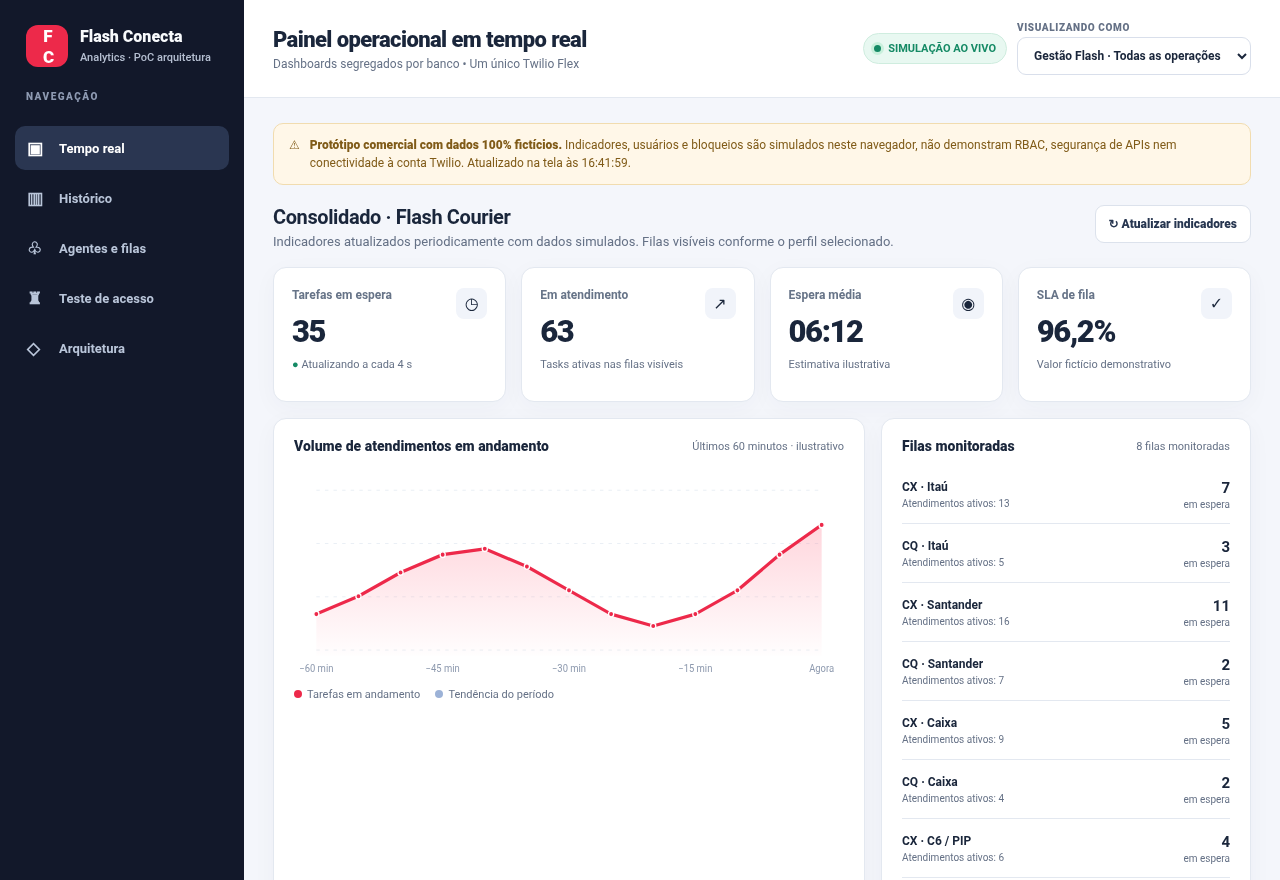 F
C
Flash Conecta
Analytics · PoC arquitetura
NAVEGAÇÃO
Tempo real
Histórico
Agentes e filas
Teste de acesso
Arquitetura
Painel operacional em tempo real
Dashboards segregados por banco • Um único Twilio Flex
SIMULAÇÃO AO VIVO
VISUALIZANDO COMO
Gestão Flash · Todas as operações
⚠ Protótipo comercial com dados 100% fictícios. Indicadores, usuários e bloqueios são simulados neste navegador, não demonstram RBAC, segurança de APIs nem
conectividade à conta Twilio. Atualizado na tela às 16:41:59.
Consolidado · Flash Courier
Indicadores atualizados periodicamente com dados simulados. Filas visíveis conforme o perfil selecionado.
↻ Atualizar indicadores
Tarefas em espera
35
● Atualizando a cada 4 s
Em atendimento
63
Tasks ativas nas filas visíveis
Espera média
06:12
Estimativa ilustrativa
SLA de fila
96,2%
Valor fictício demonstrativo
Volume de atendimentos em andamento
Últimos 60 minutos · ilustrativo
−60 min
−45 min
−30 min
−15 min
Agora
Tarefas em andamento
Tendência do período
Filas monitoradas
8 filas monitoradas
CX · Itaú
Atendimentos ativos: 13
7
em espera
CQ · Itaú
Atendimentos ativos: 5
3
em espera
CX · Santander
Atendimentos ativos: 16
11
em espera
CQ · Santander
Atendimentos ativos: 7
2
em espera
CX · Caixa
Atendimentos ativos: 9
5
em espera
CQ · Caixa
Atendimentos ativos: 4
2
em espera
CX · C6 / PIP
Atendimentos ativos: 6
4
em espera